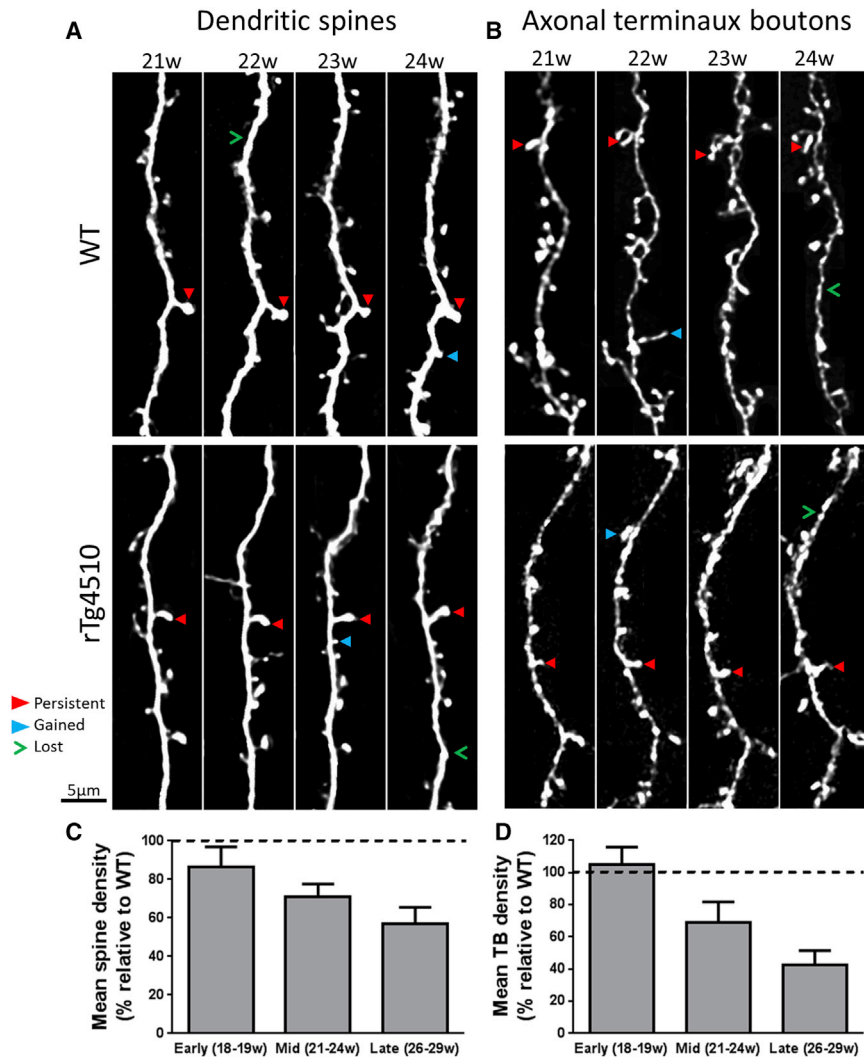 A
Dendritic spines
21w 22w 23w 24w
B
Axonal terminaux boutons
21w 22w 23w 24w
WT
rTg4510
Persistent
Gained
Lost
5µm
C
Mean spine density
(% relative to WT)
100
80
60
40
20
0
Early (18-19w) Mid (21-24w) Late (26-29w)
D
Mean TB density
(% relative to WT)
120
100
80
60
40
20
0
Early (18-19w) Mid (21-24w) Late (26-29w)